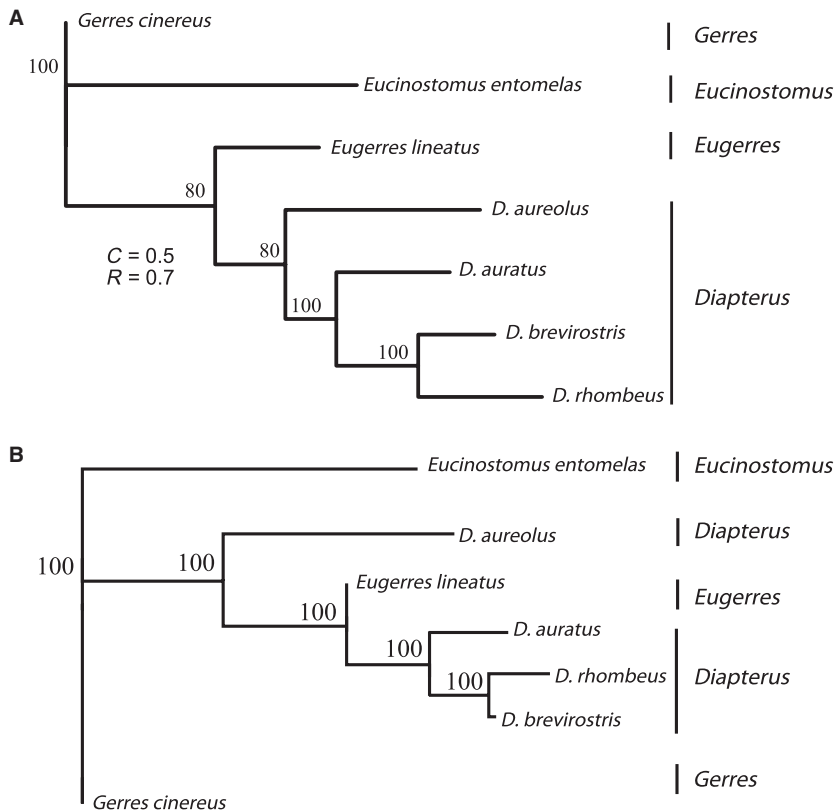 A
Gerres cinereus
Gerres
100
Eucinostomus entomelas
Eucinostomus
Eugerres lineatus
Eugerres
80
D. aureolus
C = 0.5
R = 0.7
80
D. auratus
Diapterus
100
D. brevirostris
100
D. rhombeus
B
Eucinostomus entomelas
Eucinostomus
D. aureolus
Diapterus
100
100
Eugerres lineatus
Eugerres
100
D. auratus
100
D. rhombeus
Diapterus
100
D. brevirostris
Gerres
Gerres cinereus